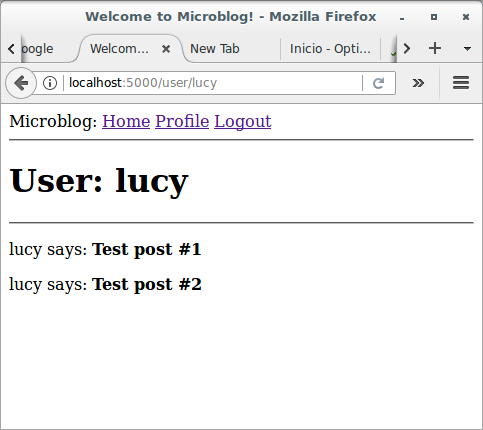 Welcome to Microblog! - Mozilla Firefox
oogle Welcom... New Tab Inicio - Opti...
localhost:5000/user/lucy
Microblog: Home Profile Logout
User: lucy
lucy says: Test post #1
lucy says: Test post #2